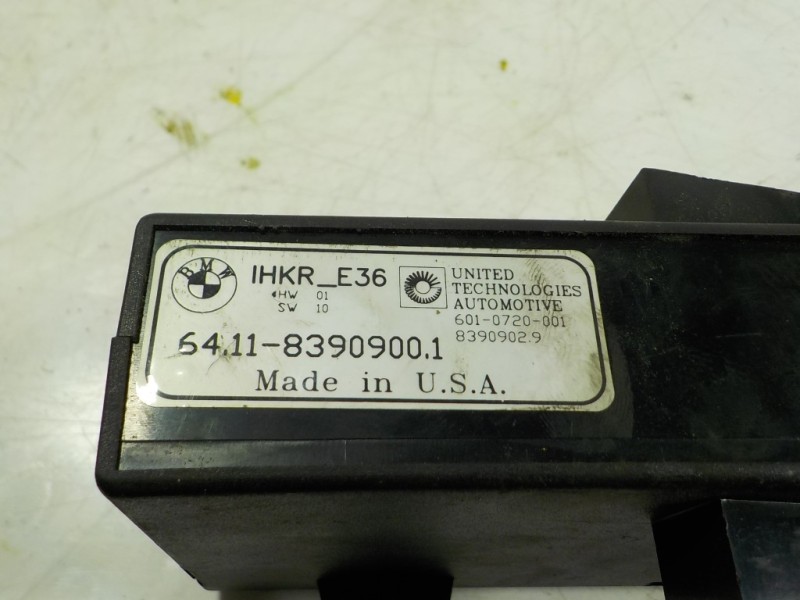 BMW
IHKR_E36
HW 01
SW 10
UNITED
TECHNOLOGIES
AUTOMOTIVE
601-0720-001
8390902.9
64.11-8390900.1
Made in U.S.A.